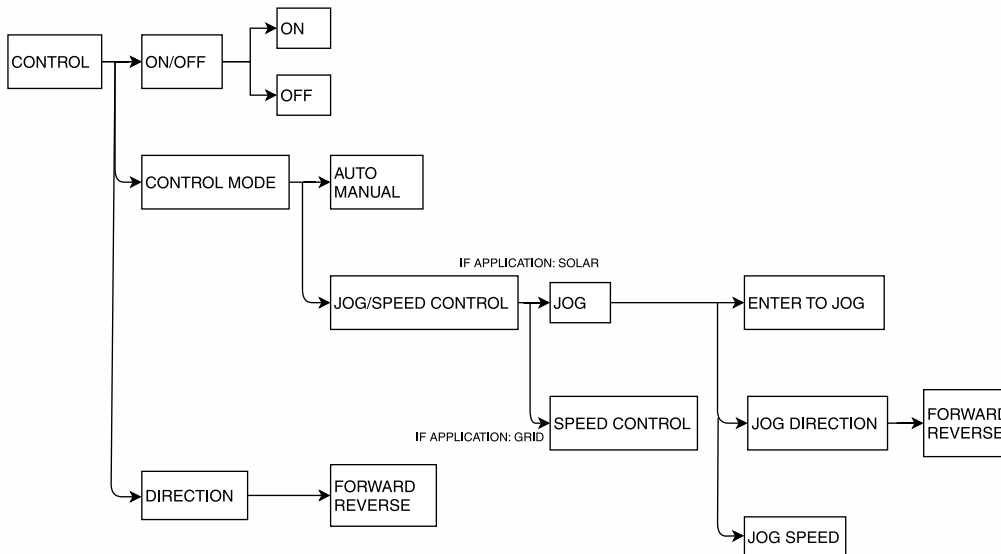 ON
CONTROL
ON/OFF
OFF
CONTROL MODE
AUTO
MANUAL
IF APPLICATION: SOLAR
JOG/SPEED CONTROL
JOG
ENTER TO JOG
SPEED CONTROL
IF APPLICATION: GRID
JOG DIRECTION
FORWARD
REVERSE
DIRECTION
FORWARD
REVERSE
JOG SPEED